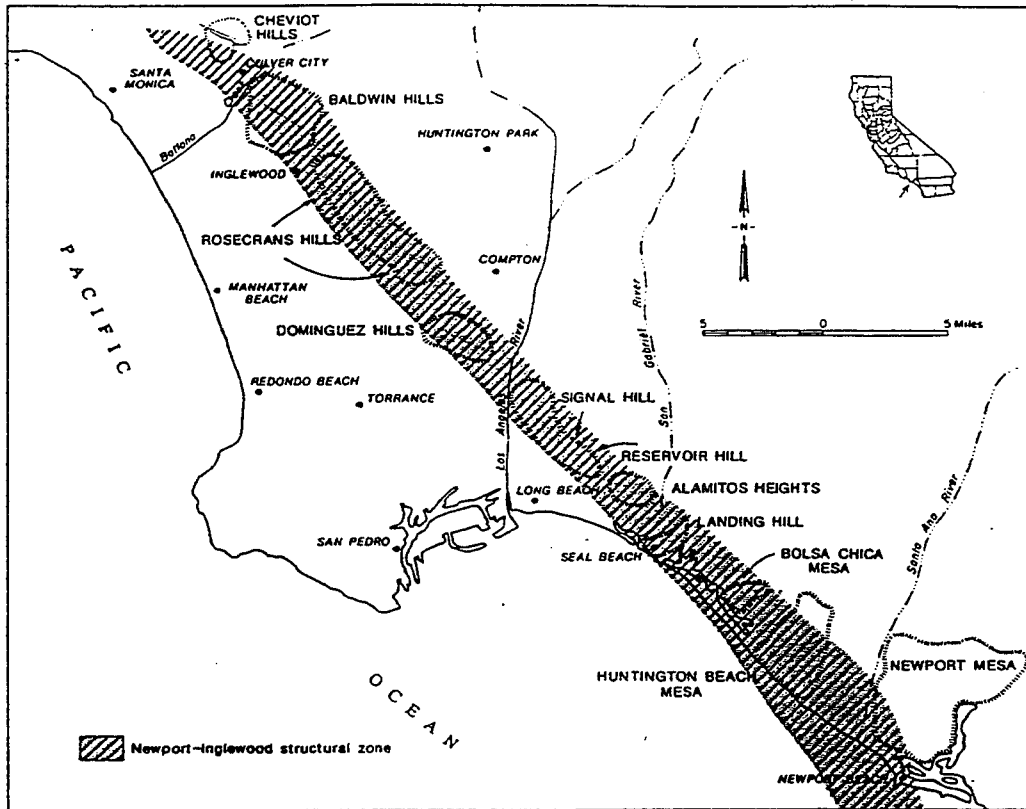 CHEVIOT
HILLS
CULVER CITY
SANTA
MONICA
BALDWIN HILLS
HUNTINGTON PARK
Ballona
INGLEWOOD
-N-
ROSECRANS HILLS
COMPTON
MANHATTAN
BEACH
PACIFIC
DOMINGUEZ HILLS
Los Angeles River
San Gabriel River
5 0 5 Miles
REDONDO BEACH
TORRANCE
SIGNAL HILL
RESERVOIR HILL
LONG BEACH
ALAMITOS HEIGHTS
LANDING HILL
SAN PEDRO
SEAL BEACH
BOLSA CHICA
MESA
Santa Ana River
HUNTINGTON BEACH
MESA
NEWPORT MESA
OCEAN
Newport-Inglewood structural zone
NEWPORT BEACH